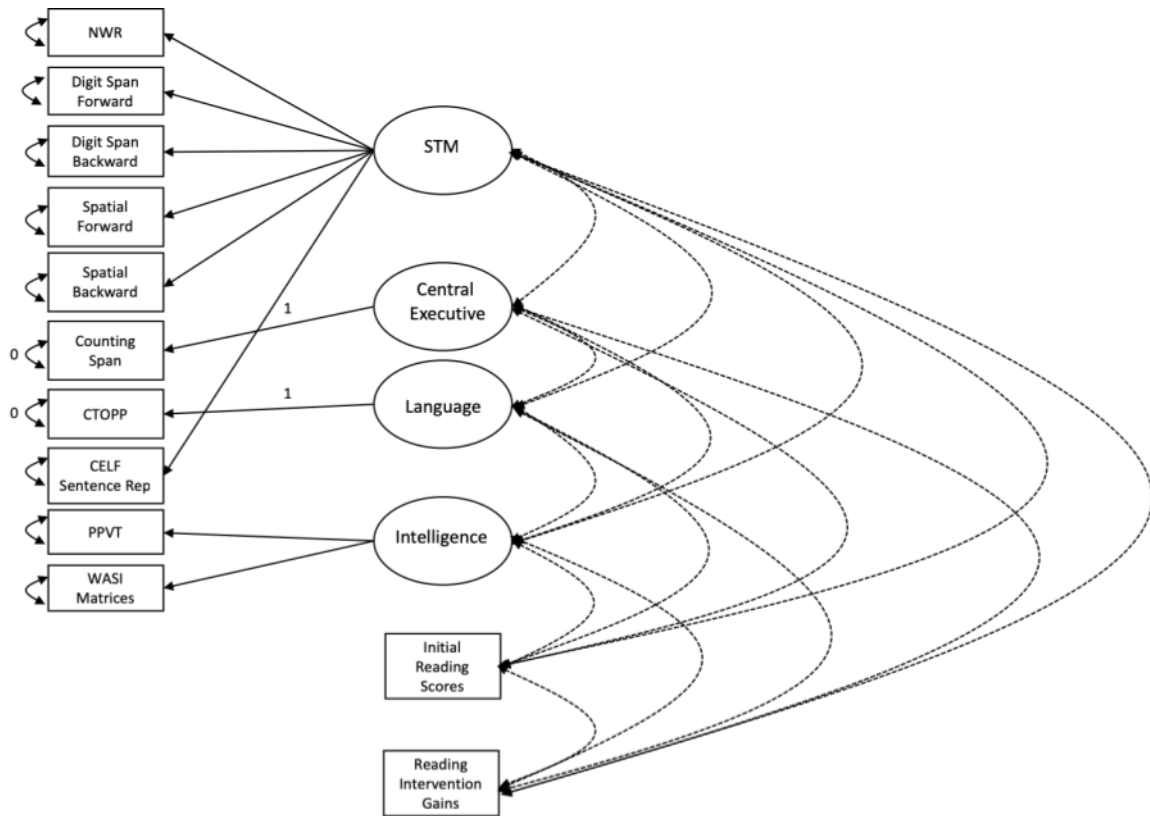 NWR
Digit Span
Forward
Digit Span
Backward
Spatial
Forward
Spatial
Backward
0
Counting
Span
0
CTOPP
CELF
Sentence Rep
PPVT
WASI
Matrices
1
1
STM
Central
Executive
Language
Intelligence
Initial
Reading
Scores
Reading
Intervention
Gains